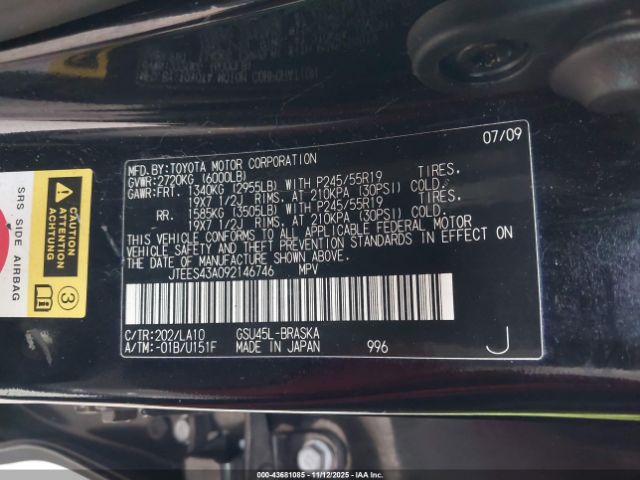 07/09
MFD.BY:TOYOTA MOTOR CORPORATION
GVWR:2720KG (6000LB)
GAWR:FRT. 1340KG (2955LB) WITH P245/55R19 TIRES.
19X7 1/2J RIMS. AT 210KPA (30PSI) COLD.
RR. 1585KG (3505LB) WITH P245/55R19 TIRES.
19X7 1/2J RIMS. AT 210KPA (30PSI) COLD.
THIS VEHICLE CONFORMS TO ALL APPLICABLE FEDERAL MOTOR
VEHICLE SAFETY AND THEFT PREVENTION STANDARDS IN EFFECT ON
THE DATE OF MANUFACTURE SHOWN ABOVE.
JTEES43A092146746 MPV
C/TR:202/LA10 GSU45L-BRASKA
A/TM:-01B/U151F MADE IN JAPAN 996 J
SRS SIDE AIRBAG
CAUTION
ATTENTION
ACHTUNG
3
000-43681085 - 11/12/2025 - IAAI, Inc.